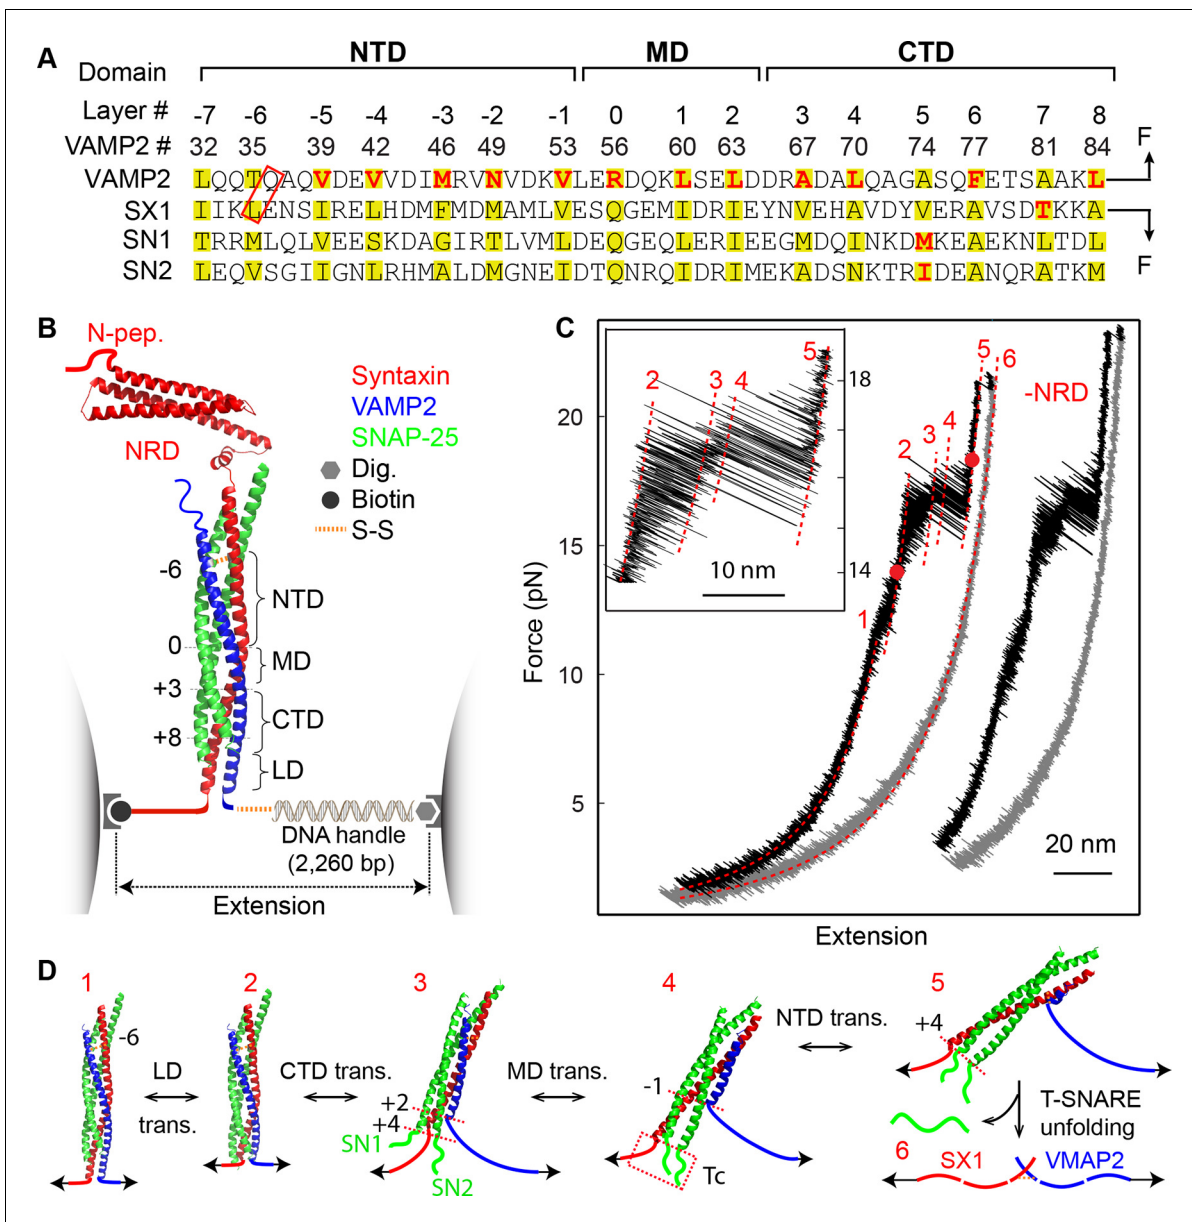 A
NTD MD CTD
Domain
Layer # -7 -6 -5 -4 -3 -2 -1 0 1 2 3 4 5 6 7 8
VAMP2 # 32 35 39 42 46 49 53 56 60 63 67 70 74 77 81 84
F
VAMP2 LQQTQAQVDEVVDIMRVNVDKVLERDQKLSELDDRADALQAGASQFETSAAKL
SX1 IIKLENSIRELHDMFMDMAMLVESQGEMIDRIEYNVEHAVDYVERAVSDTKKA
SN1 TRRMLQLVEESKDAGIRTLVMLDEQGEQLERIEEGMDQINKDMKEAEKNLTDL
SN2 LEQVSGIIGNLRHMALDMGNEIDTQNRQIDRIMEKADSNKTRIDEANQRATKM
F
B
N-pep.
NRD
Syntaxin
VAMP2
SNAP-25
Dig.
Biotin
S-S
-6
NTD
0
MD
+3
CTD
+8
LD
DNA handle
(2,260 bp)
Extension
C
20
15
10
5
Force (pN)
2 3 4 5
18
14
10 nm
1
2
3
4
5
6
-NRD
20 nm
Extension
D
1
-6
LD
trans.
2
CTD trans.
3
+2
+4
SN1
SN2
MD trans.
4
-1
Tc
NTD trans.
5
+4
T-SNARE
unfolding
6 SX1 VMAP2